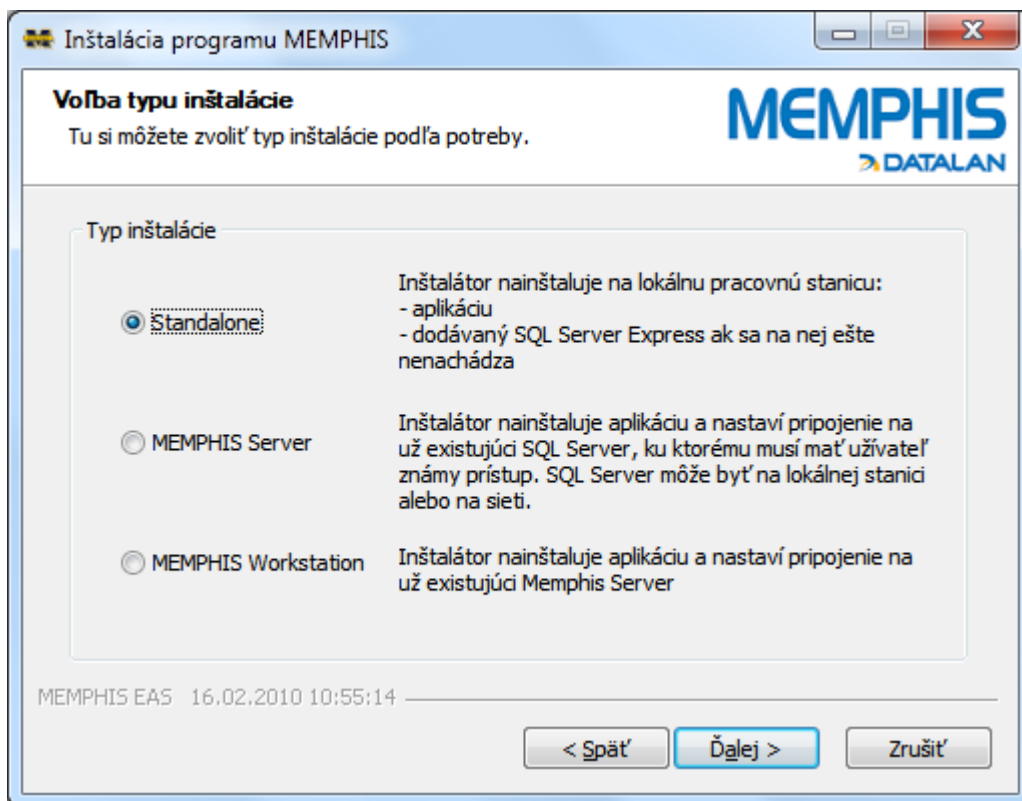 Inštalácia programu MEMPHIS
Voľba typu inštalácie
Tu si môžete zvoliť typ inštalácie podľa potreby.
MEMPHIS
DATALAN
Typ inštalácie
Standalone
Inštalátor nainštaluje na lokálnu pracovnú stanicu:
- aplikáciu
- dodávaný SQL Server Express ak sa na nej ešte
nenachádza
MEMPHIS Server
Inštalátor nainštaluje aplikáciu a nastaví pripojenie na
už existujúci SQL Server, ku ktorému musí mať užívateľ
známy prístup. SQL Server môže byť na lokálnej stanici
alebo na sieti.
MEMPHIS Workstation
Inštalátor nainštaluje aplikáciu a nastaví pripojenie na
už existujúci Memphis Server
MEMPHIS EAS 16.02.2010 10:55:14
< Späť
Ďalej >
Zrušiť